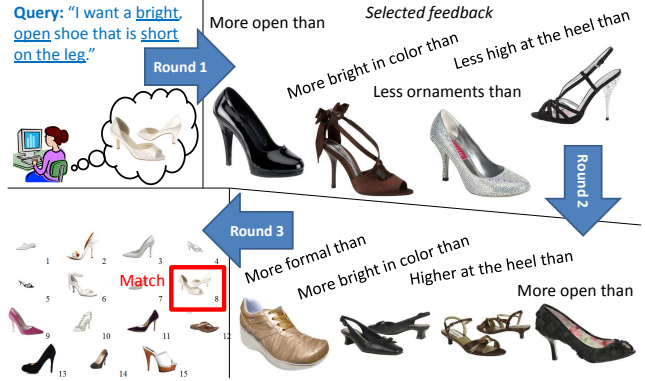 Query: “I want a bright,
open shoe that is short
on the leg.”
Round 1
More open than
Selected feedback
More bright in color than
Less ornaments than
Less high at the heel than
Round 2
More formal than
More bright in color than
Higher at the heel than
More open than
Round 3
1
2
3
4
5
6
Match
7
8
9
10
11
12
13
14
15